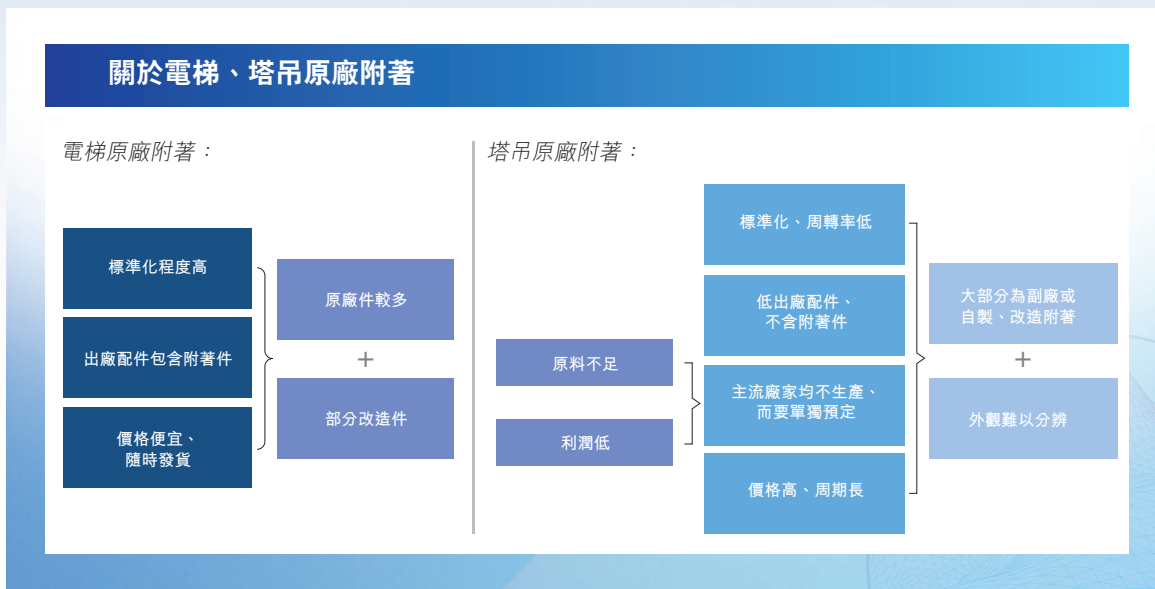 關於電梯、塔吊原廠附著
電梯原廠附著：
標準化程度高
出廠配件包含附著件
價格便宜、
隨時發貨
原廠件較多
+
部分改造件
塔吊原廠附著：
原料不足
利潤低
標準化、周轉率低
低出廠配件、
不含附著件
主流廠家均不生產、
而要單獨預定
價格高、周期長
大部分為副廠或
自製、改造附著
+
外觀難以分辨